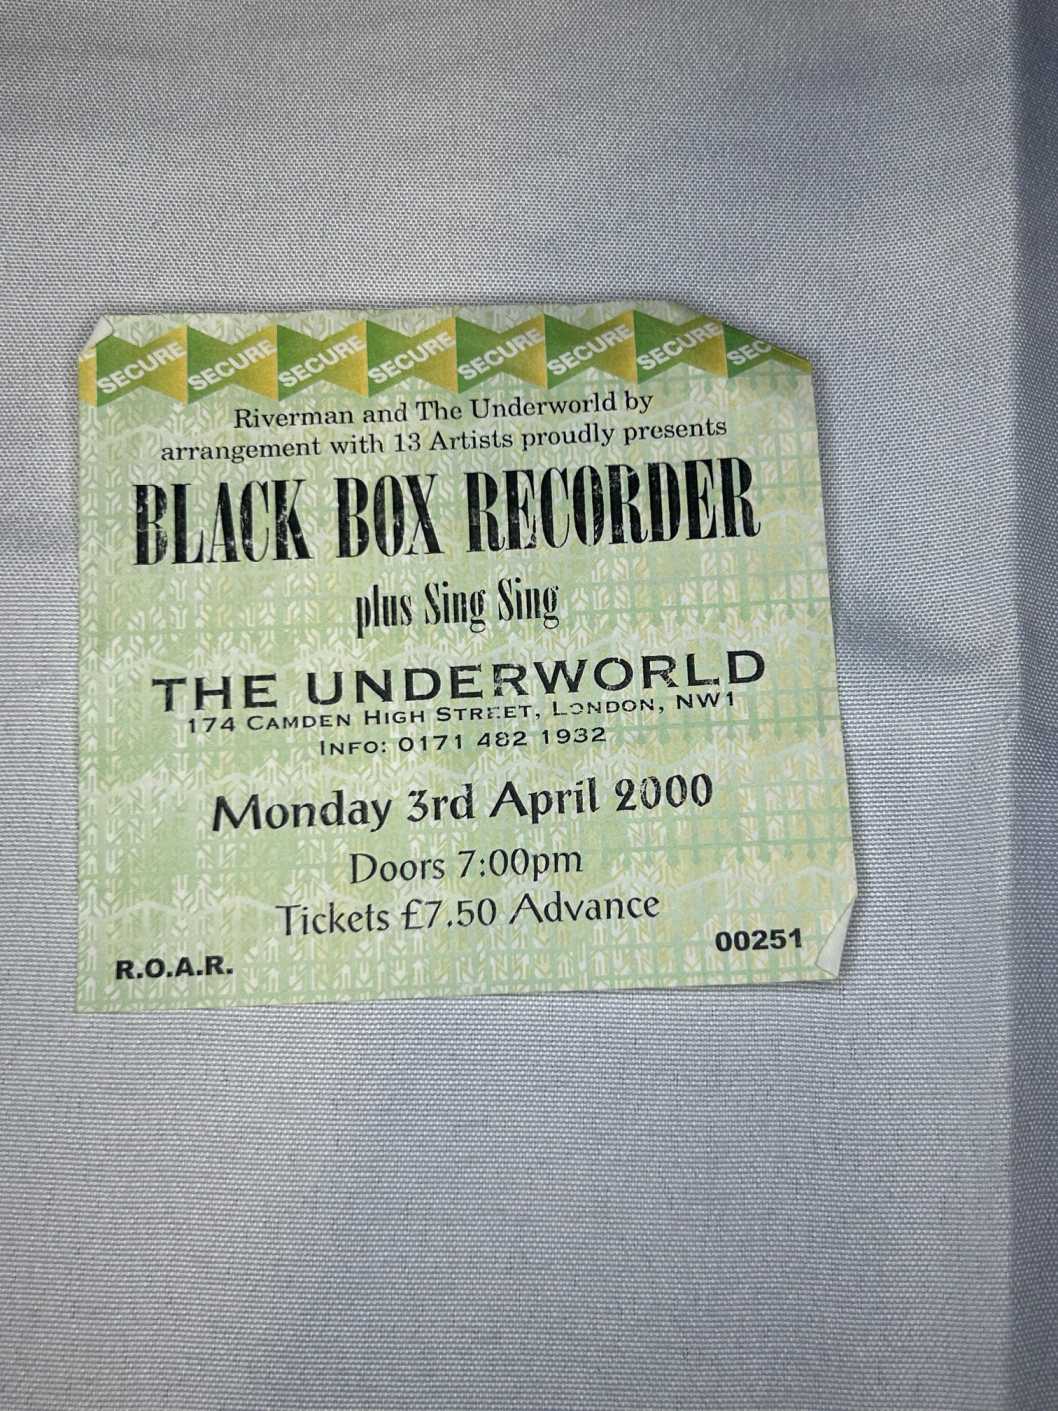 SECURE SECURE SECURE SECURE SECURE SECURE SECURE SECURE
Riverman and The Underworld by
arrangement with 13 Artists proudly presents
BLACK BOX RECORDER
plus Sing Sing
THE UNDERWORLD
174 CAMDEN HIGH STREET, LONDON, NW1
INFO: 0171 482 1932
Monday 3rd April 2000
Doors 7:00pm
Tickets £7.50 Advance
R.O.A.R. 00251